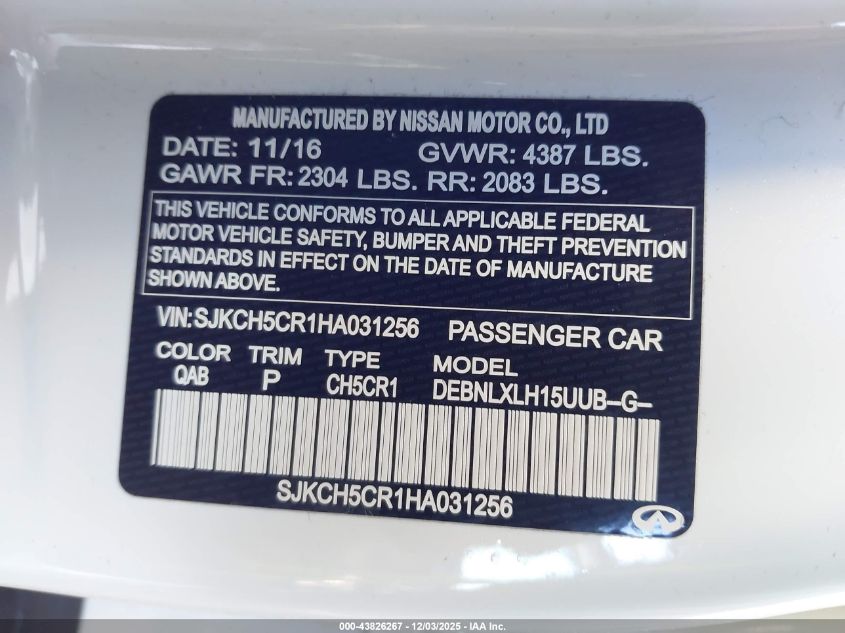 MANUFACTURED BY NISSAN MOTOR CO., LTD
DATE: 11/16 GVWR: 4387 LBS.
GAWR FR: 2304 LBS. RR: 2083 LBS.
THIS VEHICLE CONFORMS TO ALL APPLICABLE FEDERAL
MOTOR VEHICLE SAFETY, BUMPER AND THEFT PREVENTION
STANDARDS IN EFFECT ON THE DATE OF MANUFACTURE
SHOWN ABOVE.
VIN: SJKCH5CR1HA031256 PASSENGER CAR
COLOR TRIM TYPE MODEL
QAB P CH5CR1 DEBNLXLH15UUB-G-
SJKCH5CR1HA031256
000-43826267 - 12/03/2025 - IAA Inc.